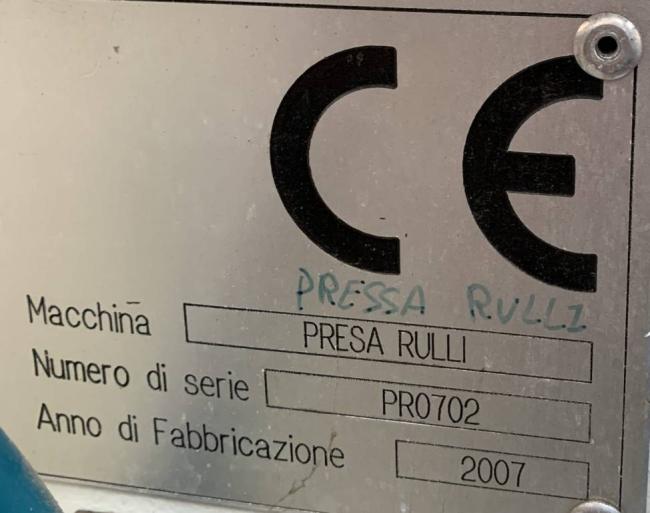 CE
PRESSA RULLI
Macchina PRESA RULLI
Numero di serie PR0702
Anno di Fabbricazione 2007